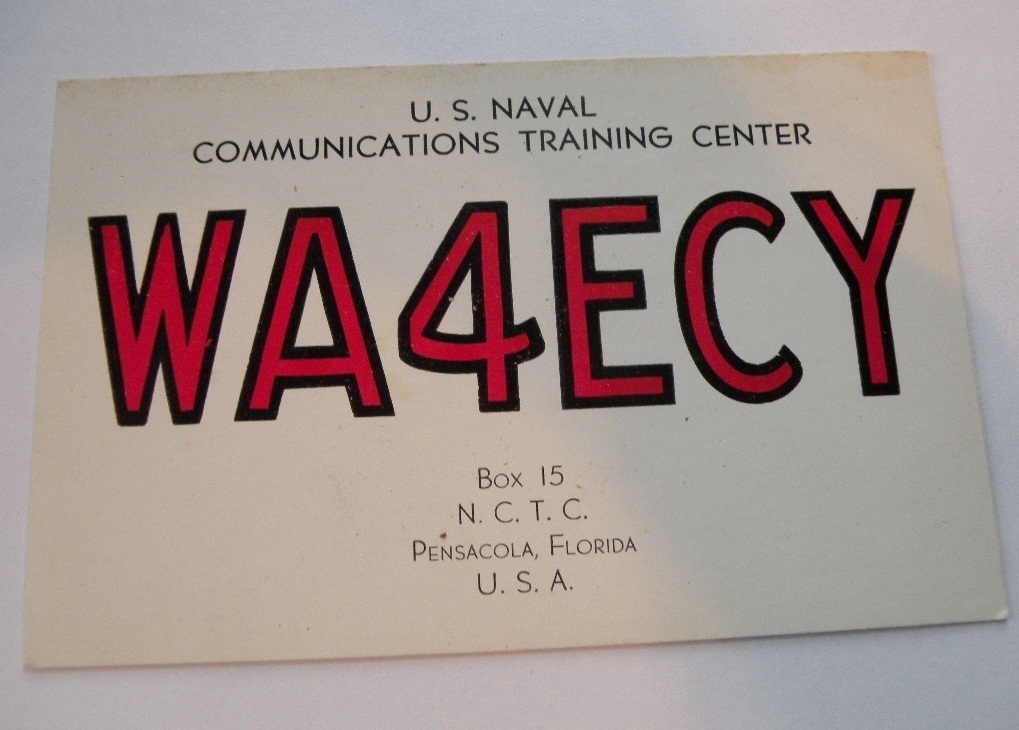 U. S. NAVAL
COMMUNICATIONS TRAINING CENTER
WA4ECY
Box 15
N. C. T. C.
Pensacola, Florida
U. S. A.